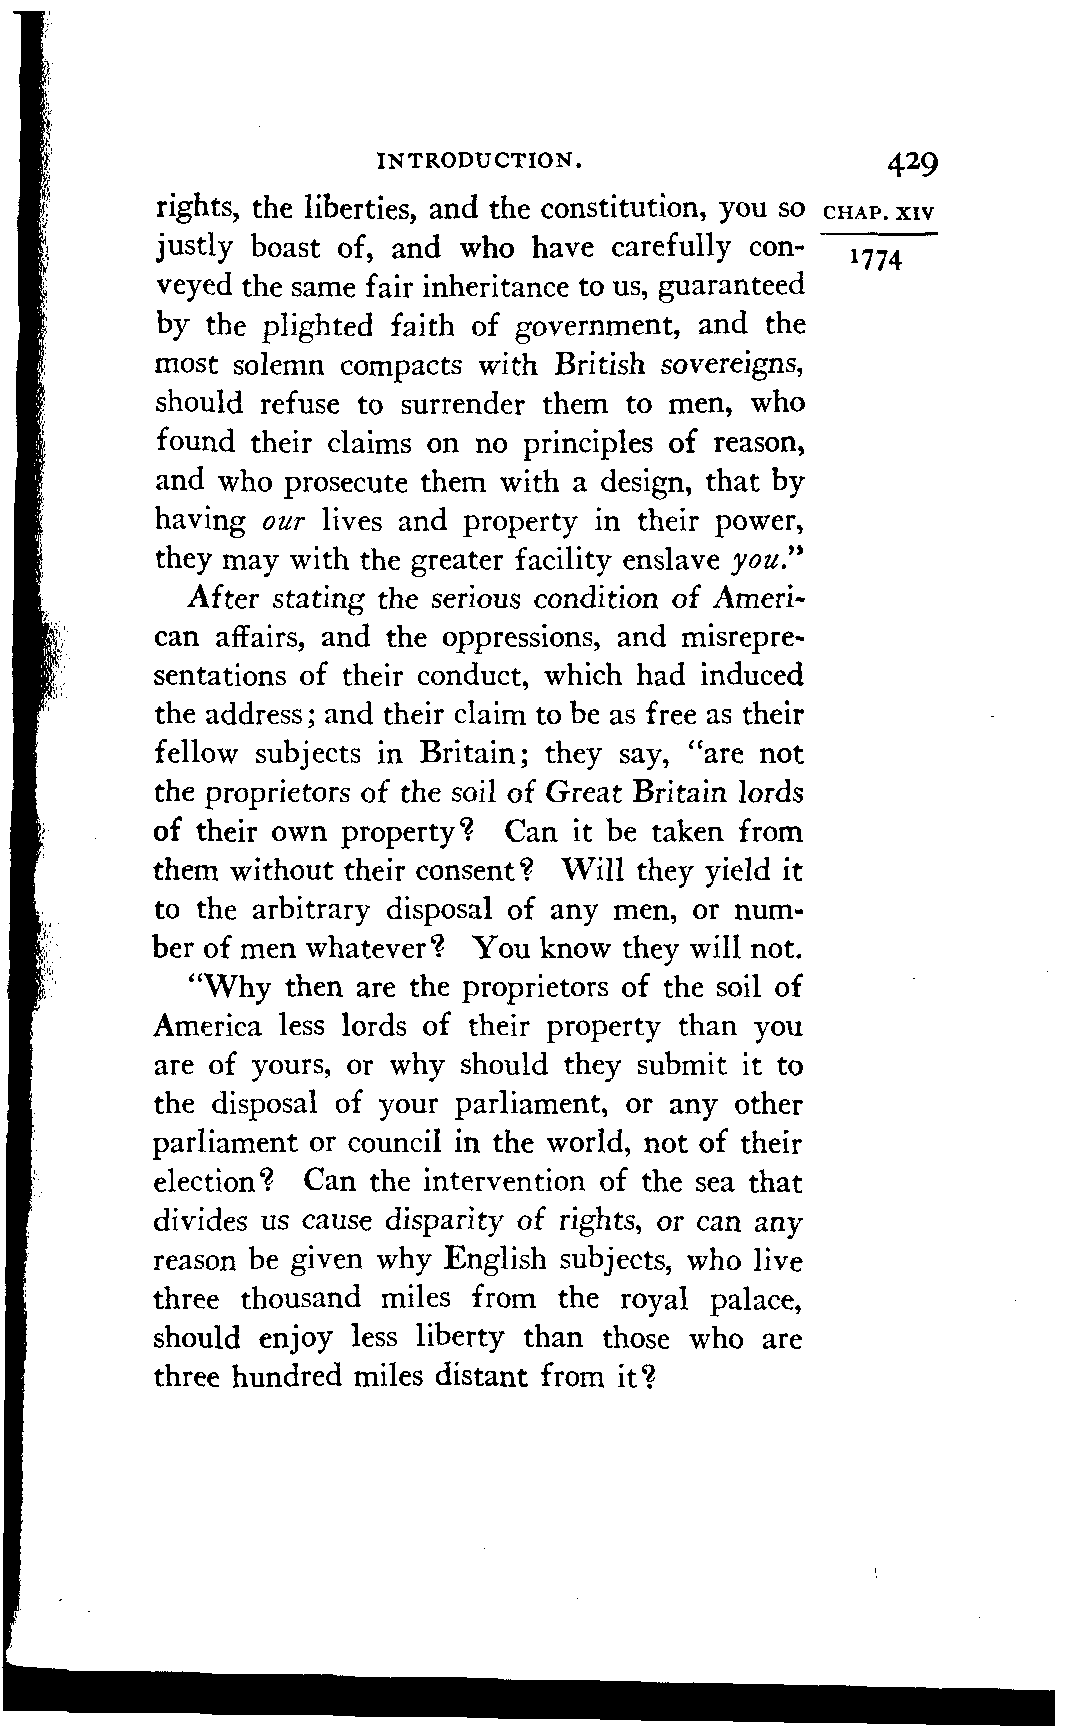 INTRODUCTION. 429
rights, the liberties, and the constitution, you so CHAP. XIV
justly boast of, and who have carefully con- 1774
veyed the same fair inheritance to us, guaranteed
by the plighted faith of government, and the
most solemn compacts with British sovereigns,
should refuse to surrender them to men, who
found their claims on no principles of reason,
and who prosecute them with a design, that by
having our lives and property in their power,
they may with the greater facility enslave you."
After stating the serious condition of Ameri-
can affairs, and the oppressions, and misrepre-
sentations of their conduct, which had induced
the address; and their claim to be as free as their
fellow subjects in Britain; they say, "are not
the proprietors of the soil of Great Britain lords
of their own property? Can it be taken from
them without their consent? Will they yield it
to the arbitrary disposal of any men, or num-
ber of men whatever? You know they will not.
"Why then are the proprietors of the soil of
America less lords of their property than you
are of yours, or why should they submit it to
the disposal of your parliament, or any other
parliament or council in the world, not of their
election? Can the intervention of the sea that
divides us cause disparity of rights, or can any
reason be given why English subjects, who live
three thousand miles from the royal palace,
should enjoy less liberty than those who are
three hundred miles distant from it?